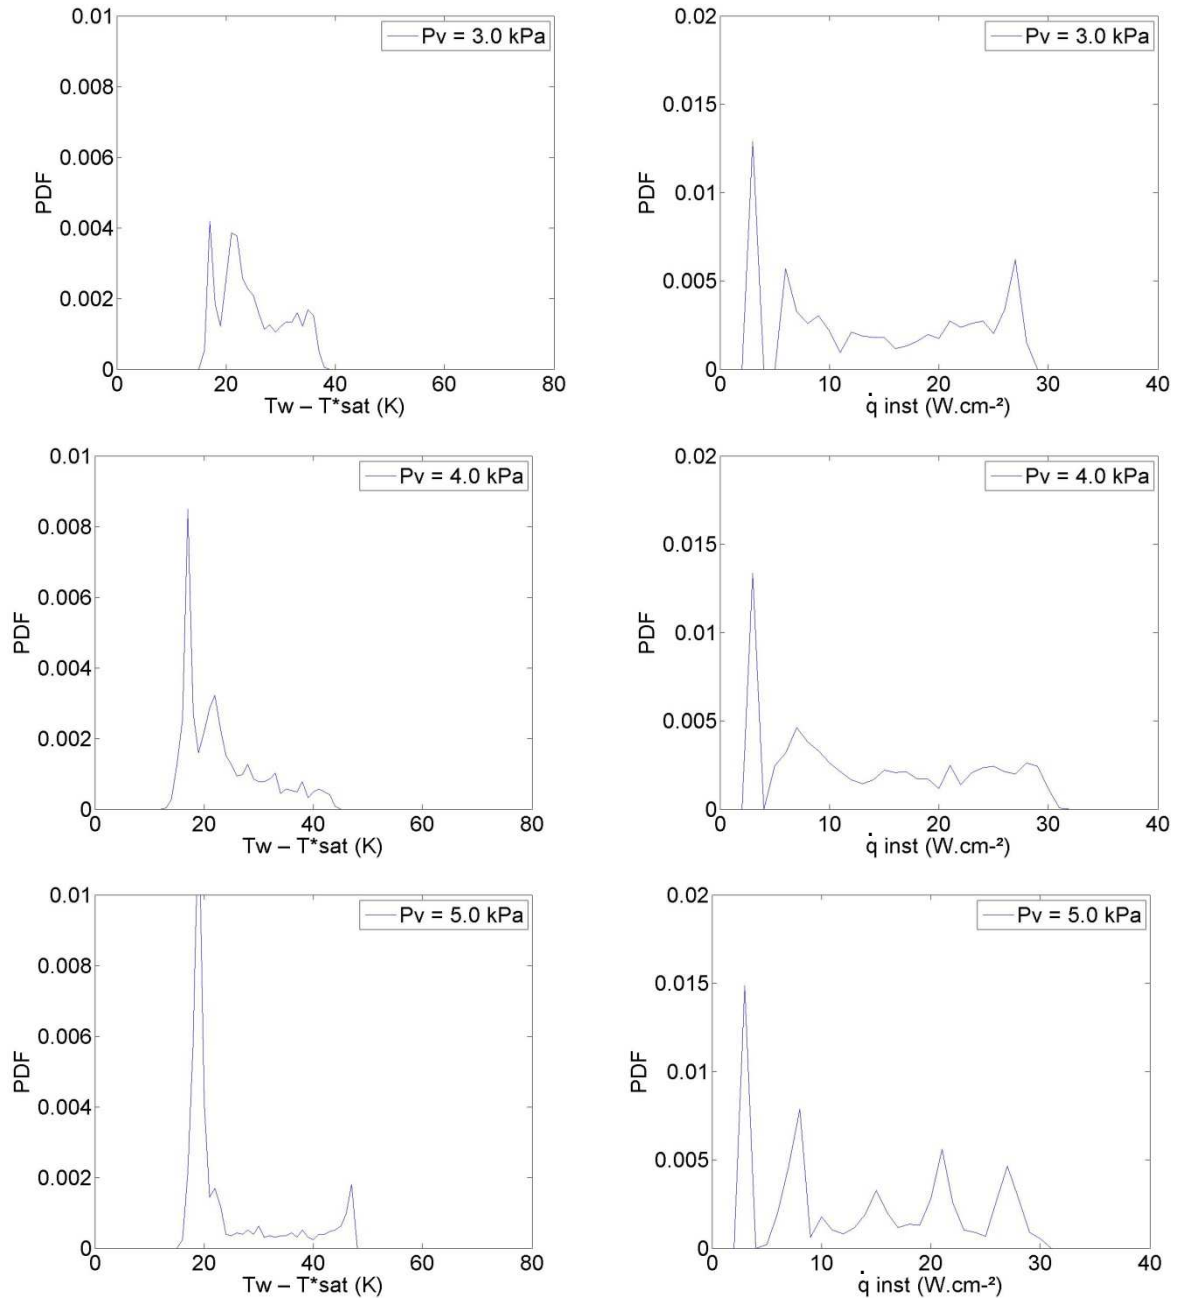 0.01
0.008
0.006
0.004
0.002
0
PDF
0 20 40 60 80
Tw – T*sat (K)
Pv = 3.0 kPa
0.02
0.015
0.01
0.005
0
PDF
0 10 20 30 40
q̇ inst (W.cm-²)
Pv = 3.0 kPa
0.01
0.008
0.006
0.004
0.002
0
PDF
0 20 40 60 80
Tw – T*sat (K)
Pv = 4.0 kPa
0.02
0.015
0.01
0.005
0
PDF
0 10 20 30 40
q̇ inst (W.cm-²)
Pv = 4.0 kPa
0.01
0.008
0.006
0.004
0.002
0
PDF
0 20 40 60 80
Tw – T*sat (K)
Pv = 5.0 kPa
0.02
0.015
0.01
0.005
0
PDF
0 10 20 30 40
q̇ inst (W.cm-²)
Pv = 5.0 kPa